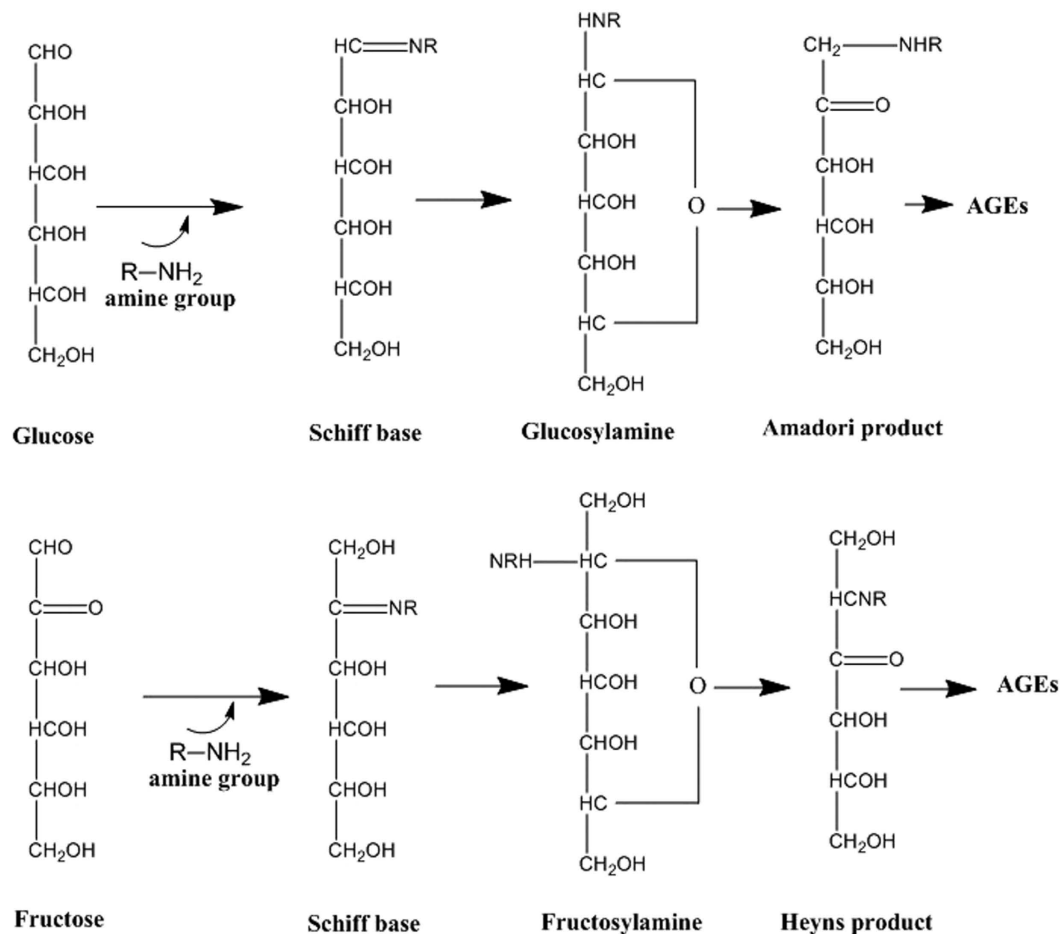 CHO
CHOH
HCOH
CHOH
HCOH
CH₂OH
Glucose
R—NH₂
amine group
HC=NR
CHOH
HCOH
CHOH
HCOH
CH₂OH
Schiff base
HNR
HC
CHOH
HCOH
O
CHOH
HC
CH₂OH
Glucosylamine
CH₂—NHR
C=O
CHOH
HCOH
CHOH
CH₂OH
Amadori product
AGEs
CHO
C=O
CHOH
HCOH
CHOH
CH₂OH
Fructose
R—NH₂
amine group
CH₂OH
C=NR
CHOH
HCOH
CHOH
CH₂OH
Schiff base
CH₂OH
NRH—HC
CHOH
HCOH
O
CHOH
HC
CH₂OH
Fructosylamine
CH₂OH
HCNR
C=O
CHOH
HCOH
CH₂OH
Heyns product
AGEs